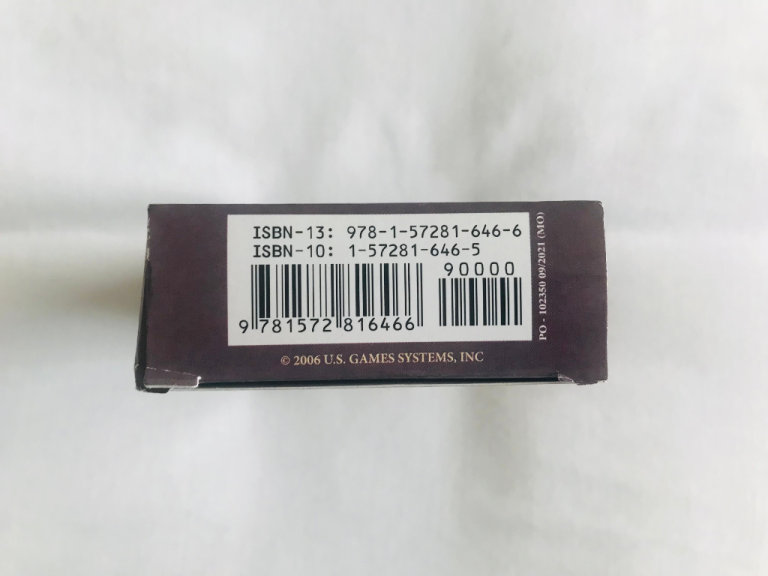 ISBN-13: 978-1-57281-646-6
ISBN-10: 1-57281-646-5
90000
9 781572 816466
© 2006 U.S. GAMES SYSTEMS, INC
PO - 102350 09/2021 (MO)